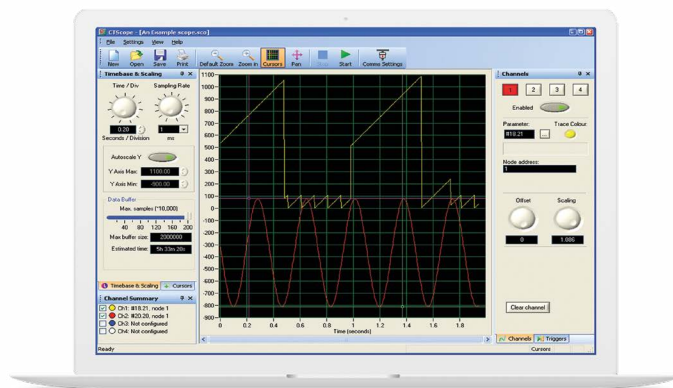 CTScope - [An Example scope.xco]
File Settings View Help
New Open Save Print Default Zoom Zoom in Cursors Pan Stop Start Comms Settings
Timebase & Scaling
Time / Div Sampling Rate
0.20 1
Seconds / Division ms
Autoscale Y
Y Axis Max: 1100.00
Y Axis Min: -900.00
Data Buffer
Max. samples (*10,000)
40 80 120 160 200
Max buffer size: 2000000
Estimated time: 5h 33m 20s
Timebase & Scaling Cursors
Channel Summary
Ch1: #18.21, node 1
Ch2: #20.20, node 1
Ch3: Not configured
Ch4: Not configured
Ready
1100
1000
900
800
700
600
500
400
300
200
100
0
-100
-200
-300
-400
-500
-600
-700
-800
-900
0 0.2 0.4 0.6 0.8 1 1.2 1.4 1.6 1.8
Time (seconds)
Channels
1 2 3 4
Enabled
Parameter: Trace Colour:
#18.21 ...
Node address:
1
Offset Scaling
0 1.086
Clear channel
Channels Triggers
Cursors